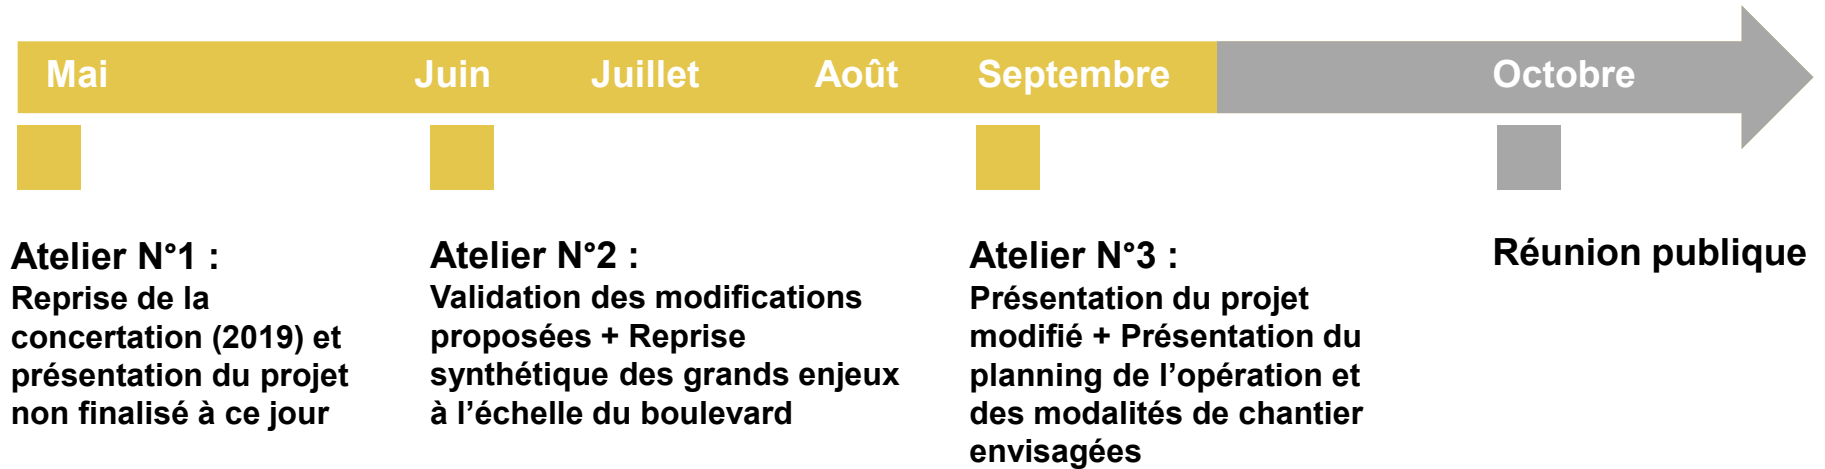 Mai Juin Juillet Août Septembre Octobre
Atelier N°1 :
Reprise de la
concertation (2019) et
présentation du projet
non finalisé à ce jour
Atelier N°2 :
Validation des modifications
proposées + Reprise
synthétique des grands enjeux
à l’échelle du boulevard
Atelier N°3 :
Présentation du projet
modifié + Présentation du
planning de l’opération et
des modalités de chantier
envisagées
Réunion publique